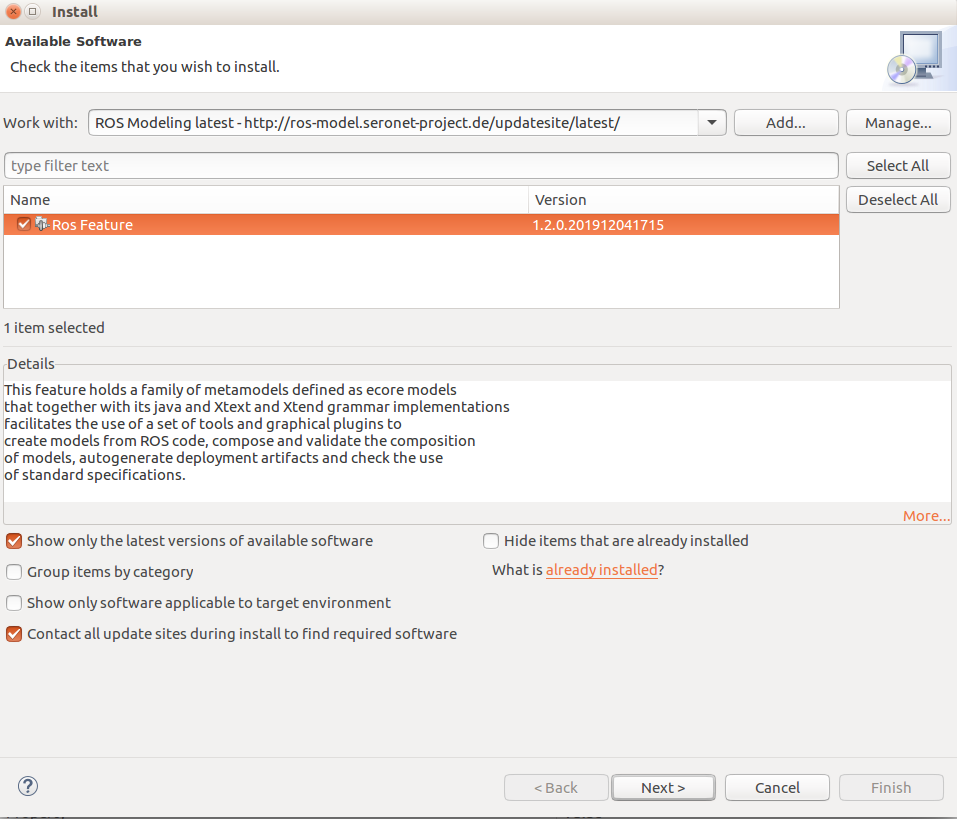 Install
Available Software
Check the items that you wish to install.
Work with: ROS Modeling latest - http://ros-model.seronet-project.de/updatesite/latest/ Add... Manage...
type filter text Select All
Name Version Deselect All
Ros Feature 1.2.0.201912041715
1 item selected
Details
This feature holds a family of metamodels defined as ecore models
that together with its java and Xtext and Xtend grammar implementations
facilitates the use of a set of tools and graphical plugins to
create models from ROS code, compose and validate the composition
of models, autogenerate deployment artifacts and check the use
of standard specifications.
More...
Show only the latest versions of available software Hide items that are already installed
Group items by category What is already installed?
Show only software applicable to target environment
Contact all update sites during install to find required software
? < Back Next > Cancel Finish